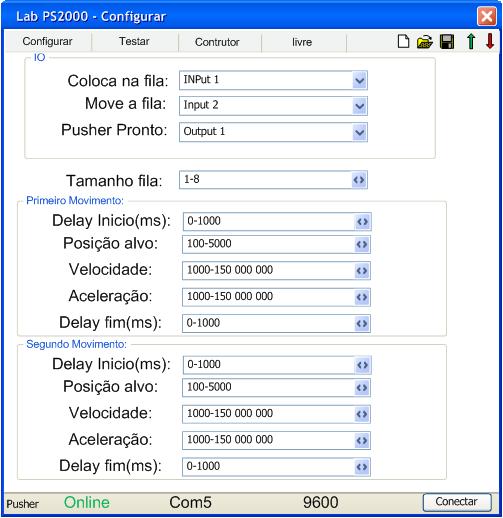 Lab PS2000 - Configurar
Configurar Testar Contrutor livre
IO
Coloca na fila: INPut 1
Move a fila: Input 2
Pusher Pronto: Output 1
Tamanho fila: 1-8
Primeiro Movimento:
Delay Inicio(ms): 0-1000
Posição alvo: 100-5000
Velocidade: 1000-150 000 000
Aceleração: 1000-150 000 000
Delay fim(ms): 0-1000
Segundo Movimento:
Delay Inicio(ms): 0-1000
Posição alvo: 100-5000
Velocidade: 1000-150 000 000
Aceleração: 1000-150 000 000
Delay fim(ms): 0-1000
Pusher Online Com5 9600 Conectar